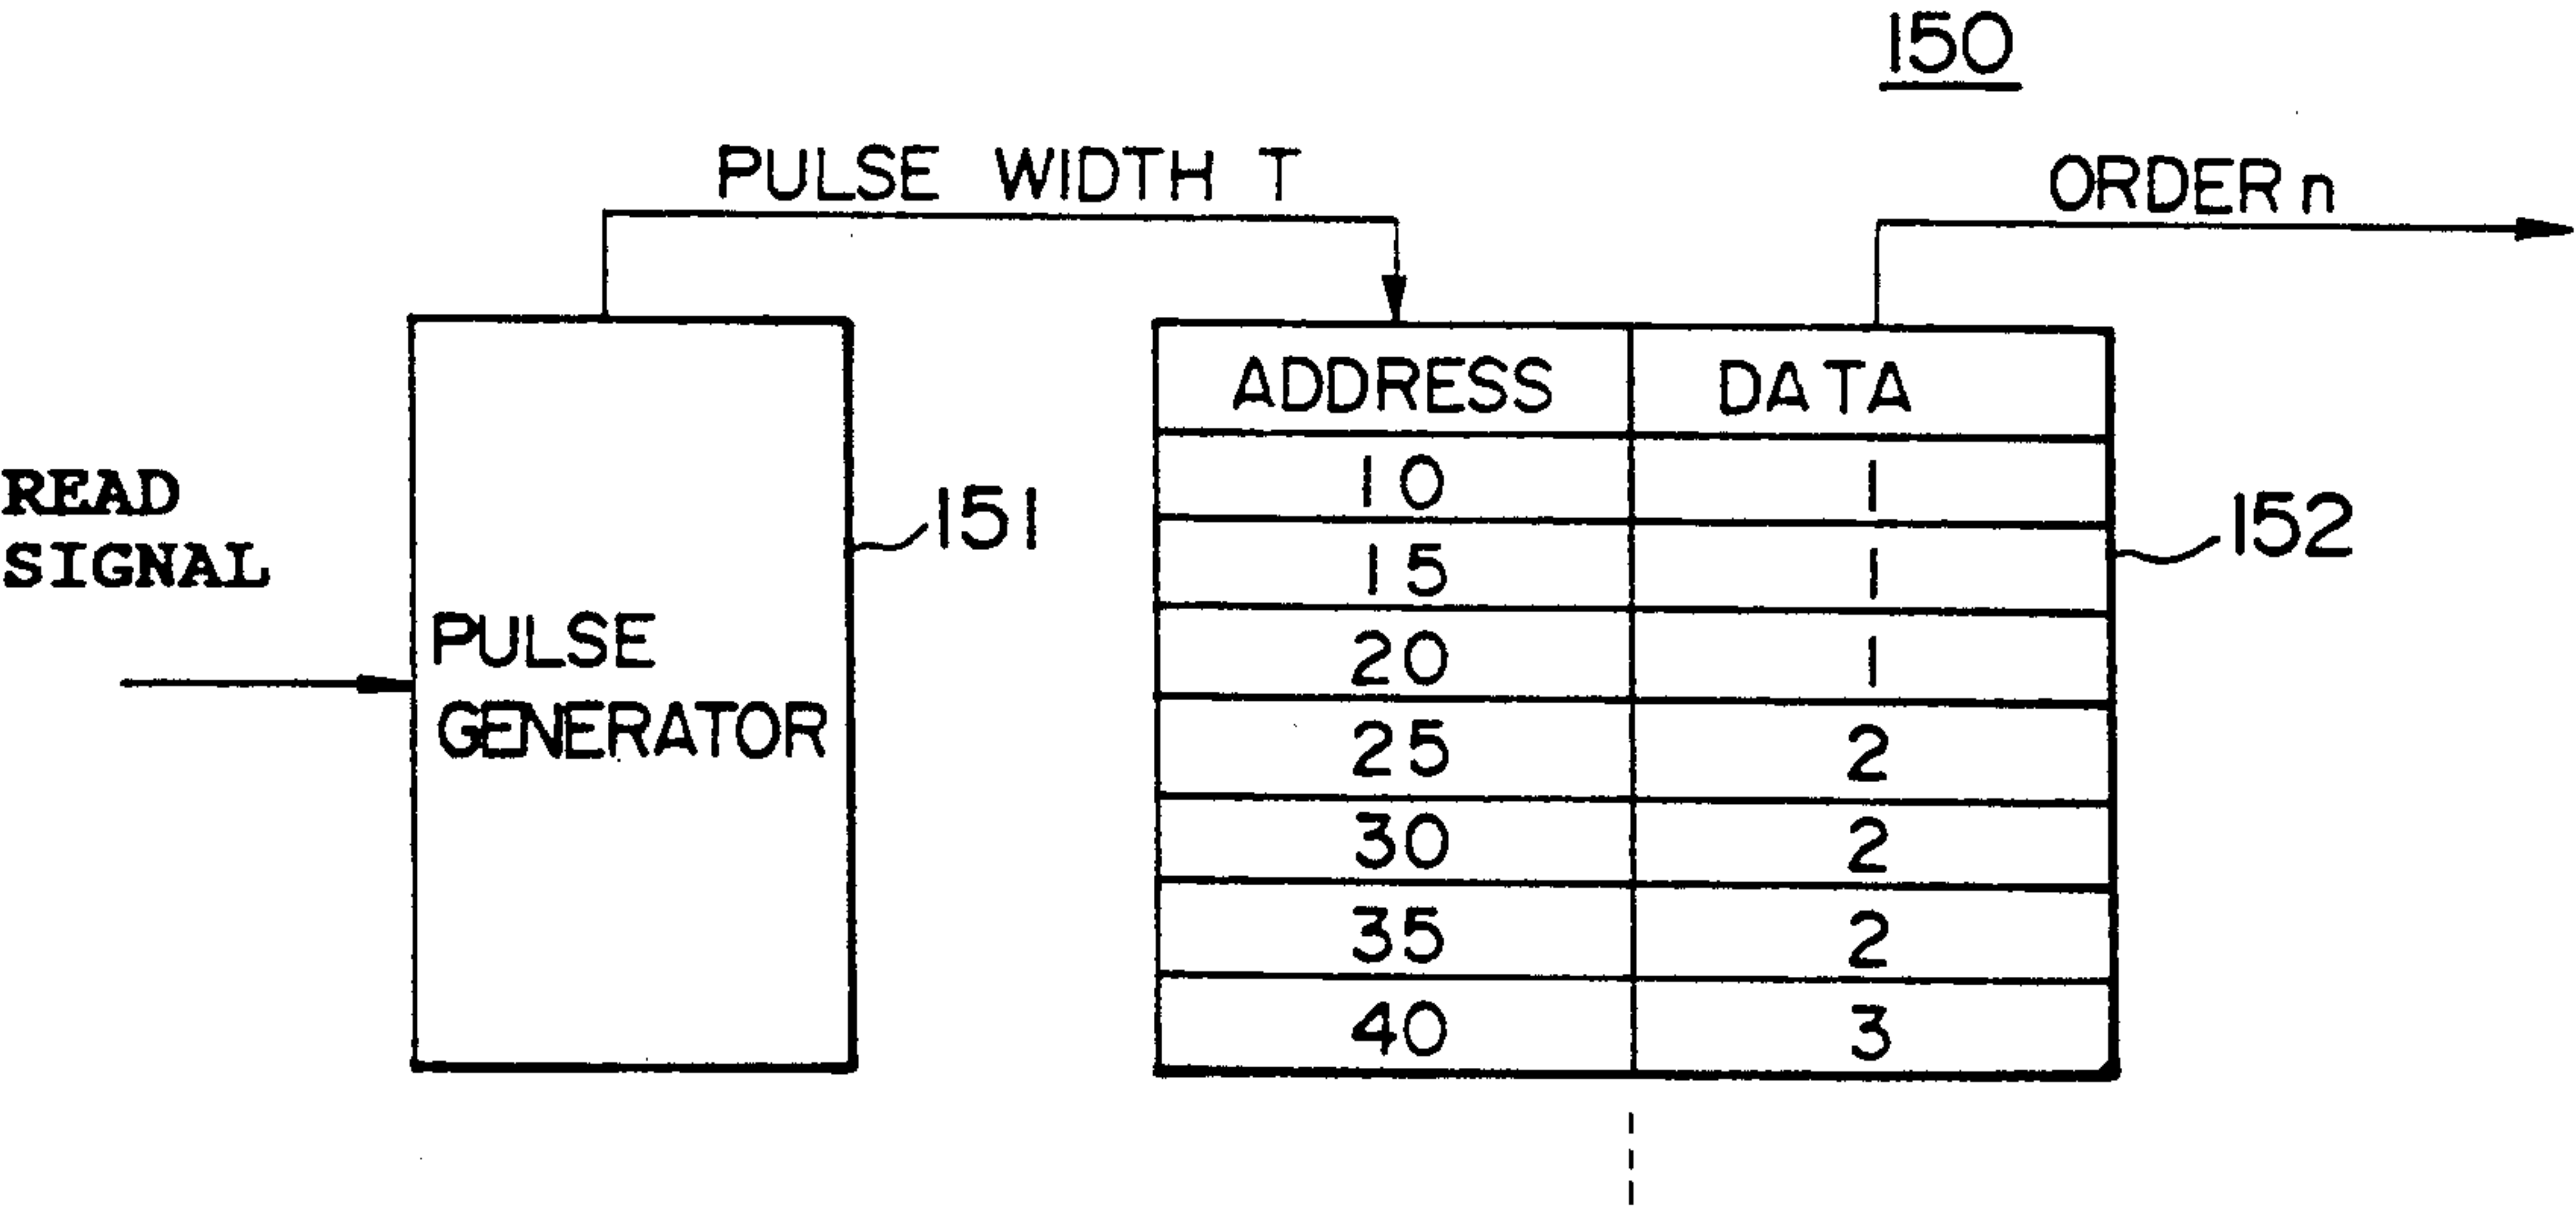 150
PULSE WIDTH T
ORDER n
READ
SIGNAL
PULSE
GENERATOR
151
ADDRESS DATA
10 1
15 1
20 1
25 2
30 2
35 2
40 3
152